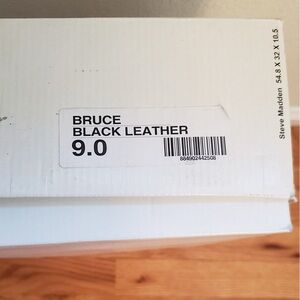 BRUCE
BLACK LEATHER
9.0
884902442508
Steve Madden 54.8 X 32 X 10.5